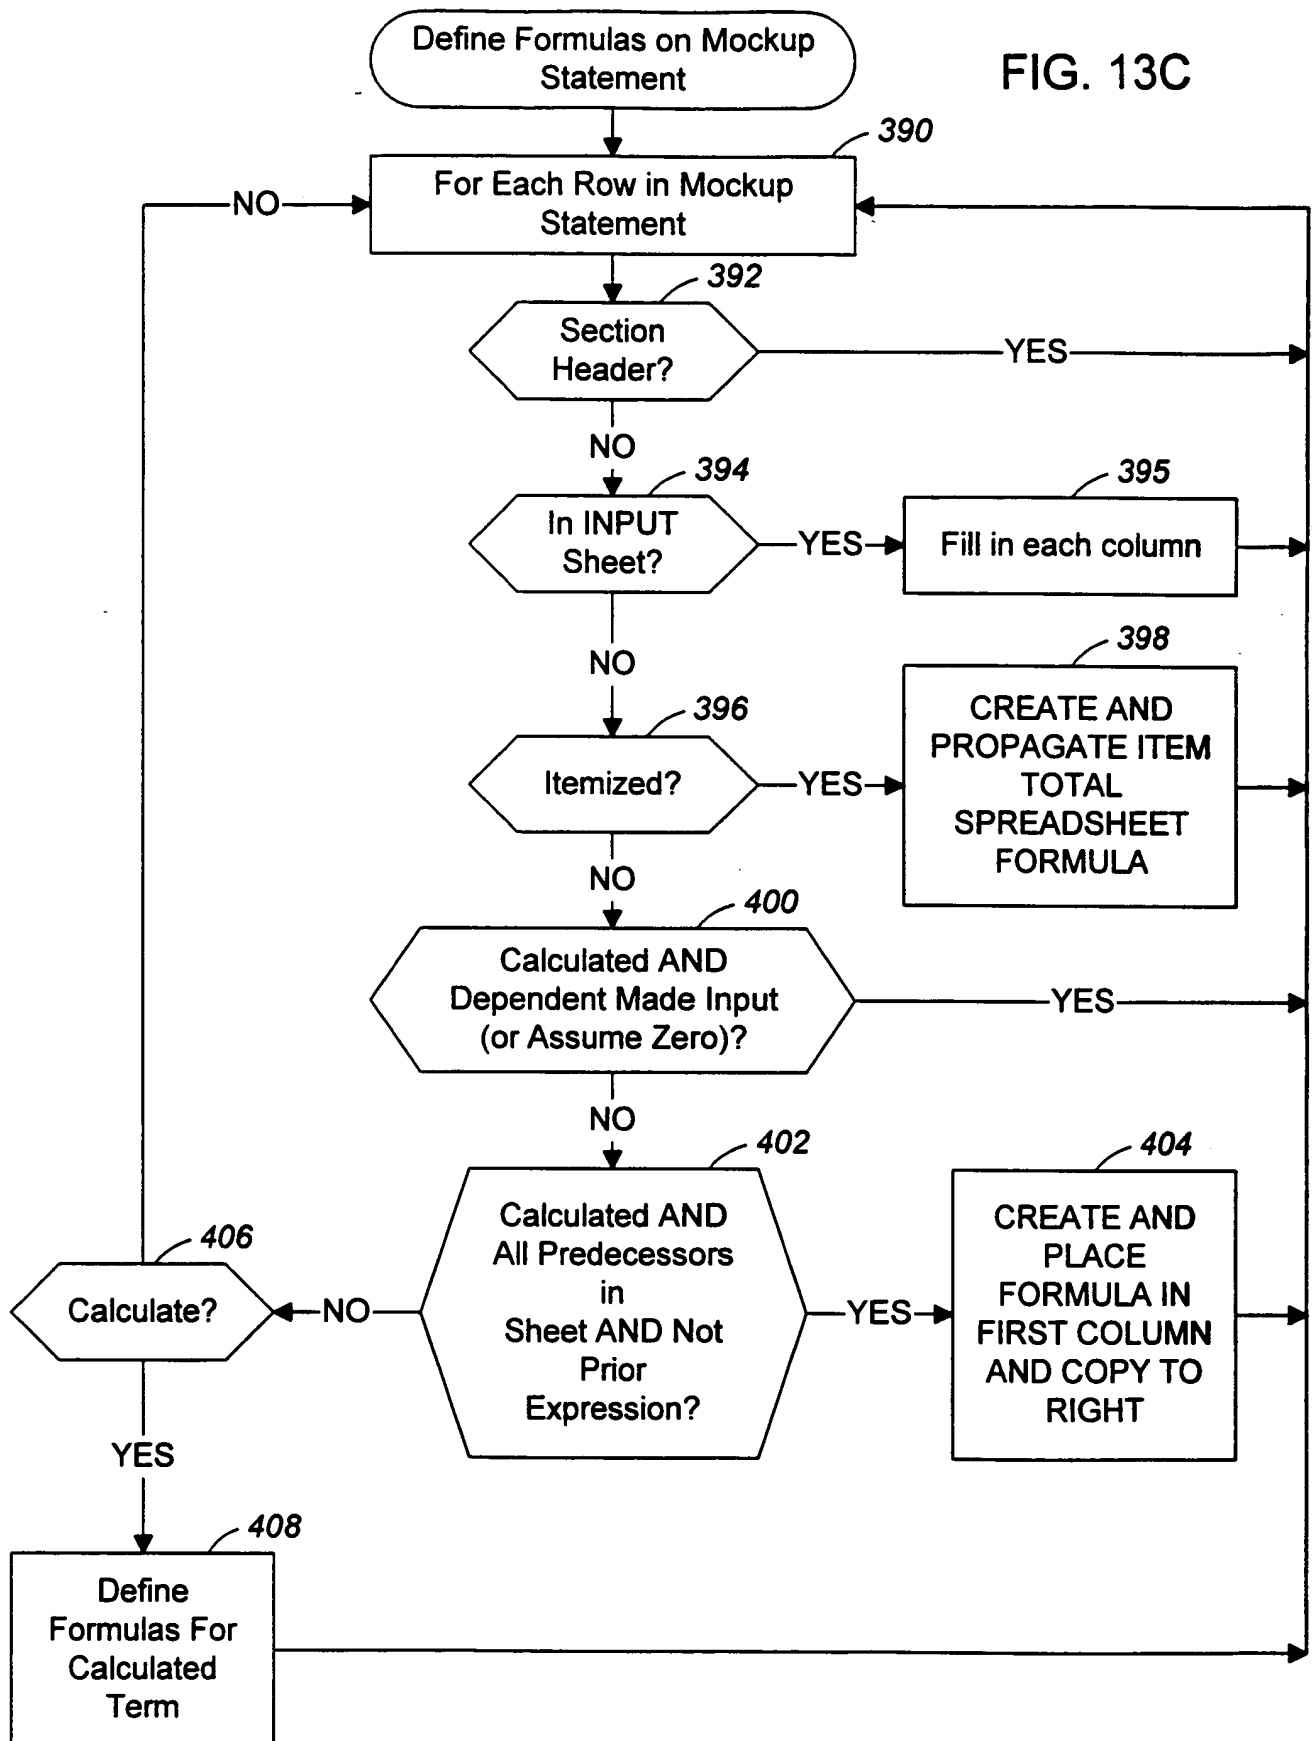 Define Formulas on Mockup
Statement
FIG. 13C
390
For Each Row in Mockup
Statement
NO
392
Section
Header?
YES
NO
394
In INPUT
Sheet?
YES
395
Fill in each column
NO
396
Itemized?
YES
398
CREATE AND
PROPAGATE ITEM
TOTAL
SPREADSHEET
FORMULA
NO
400
Calculated AND
Dependent Made Input
(or Assume Zero)?
YES
NO
402
Calculated AND
All Predecessors
in
Sheet AND Not
Prior
Expression?
YES
404
CREATE AND
PLACE
FORMULA IN
FIRST COLUMN
AND COPY TO
RIGHT
NO
406
Calculate?
YES
408
Define
Formulas For
Calculated
Term